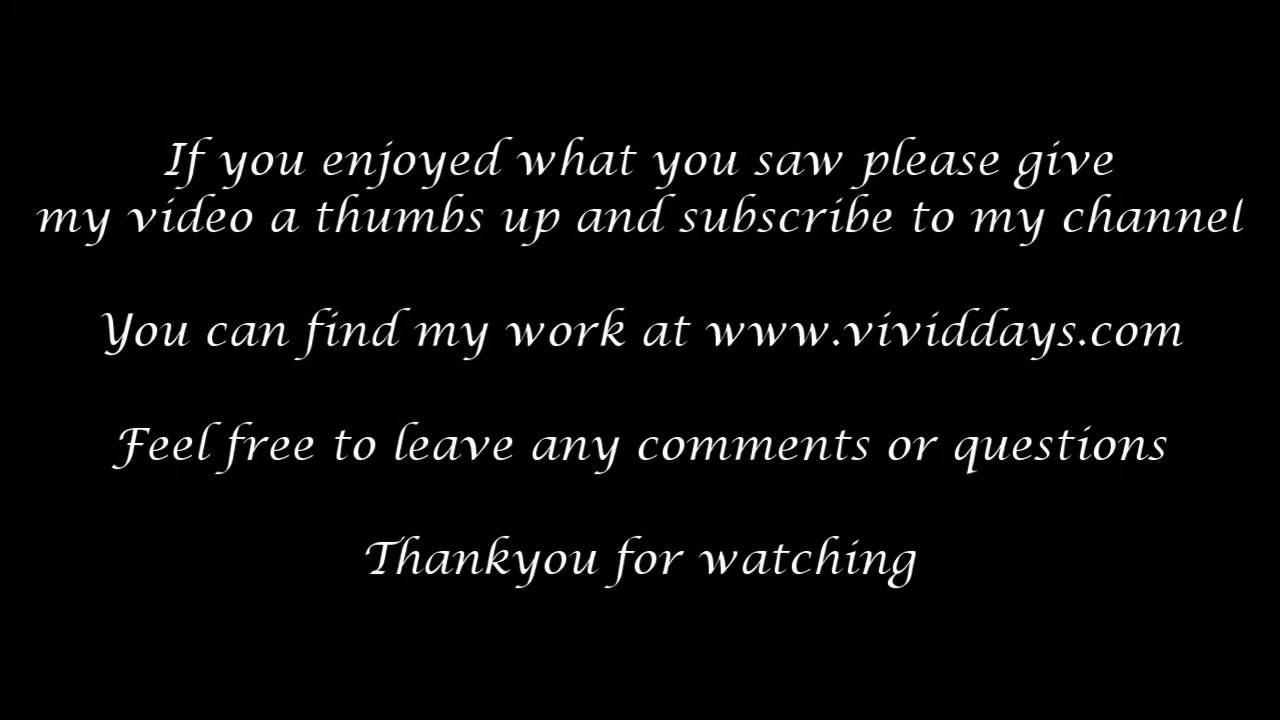 If you enjoyed what you saw please give
my video a thumbs up and subscribe to my channel
You can find my work at www.vividdays.com
Feel free to leave any comments or questions
Thankyou for watching